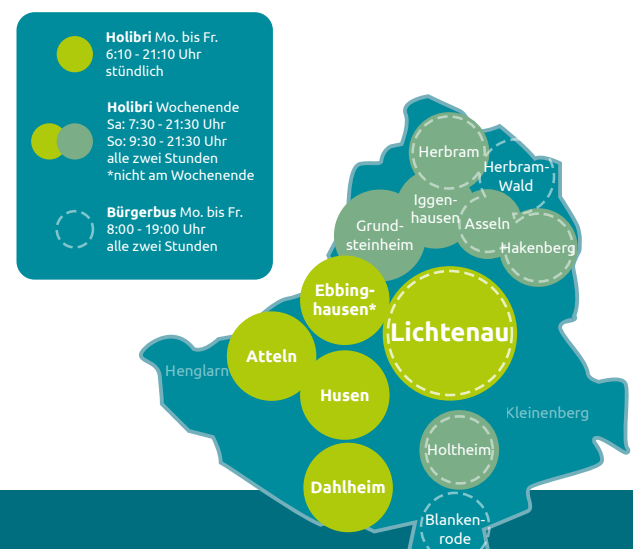 Holibri Mo. bis Fr.
6:10 - 21:10 Uhr
stündlich
Holibri Wochenende
Sa: 7:30 - 21:30 Uhr
So: 9:30 - 21:30 Uhr
alle zwei Stunden
*nicht am Wochenende
Bürgerbus Mo. bis Fr.
8:00 - 19:00 Uhr
alle zwei Stunden
Herbram
Herbram-
Wald
Iggen-
hausen
Asseln
Grund-
steinheim
Hakenberg
Ebbing-
hausen*
Lichtenau
Atteln
Henglarn
Husen
Kleinenberg
Holtheim
Dahlheim
Blanken-
rode